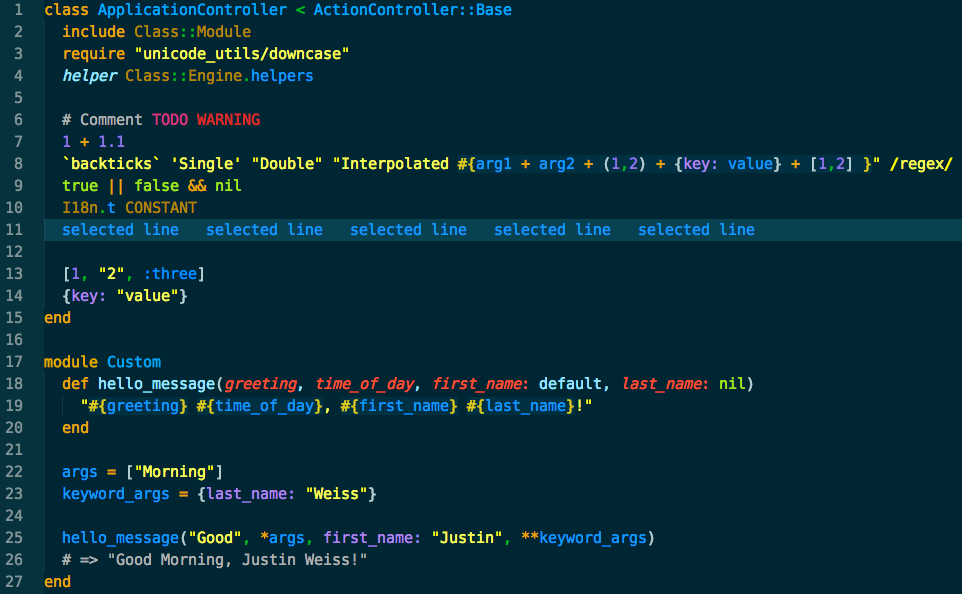 1 class ApplicationController < ActionController::Base
2   include Class::Module
3   require "unicode_utils/downcase"
4   helper Class::Engine.helpers
5
6   # Comment TODO WARNING
7   1 + 1.1
8   `backticks` 'Single' "Double" "Interpolated #{arg1 + arg2 + (1,2) + {key: value} + [1,2] }" /regex/
9   true || false && nil
10   I18n.t CONSTANT
11   selected line   selected line   selected line   selected line   selected line
12
13   [1, "2", :three]
14   {key: "value"}
15 end
16
17 module Custom
18   def hello_message(greeting, time_of_day, first_name: default, last_name: nil)
19     "#{greeting} #{time_of_day}, #{first_name} #{last_name}!"
20   end
21
22   args = ["Morning"]
23   keyword_args = {last_name: "Weiss"}
24
25   hello_message("Good", *args, first_name: "Justin", **keyword_args)
26   # => "Good Morning, Justin Weiss!"
27 end